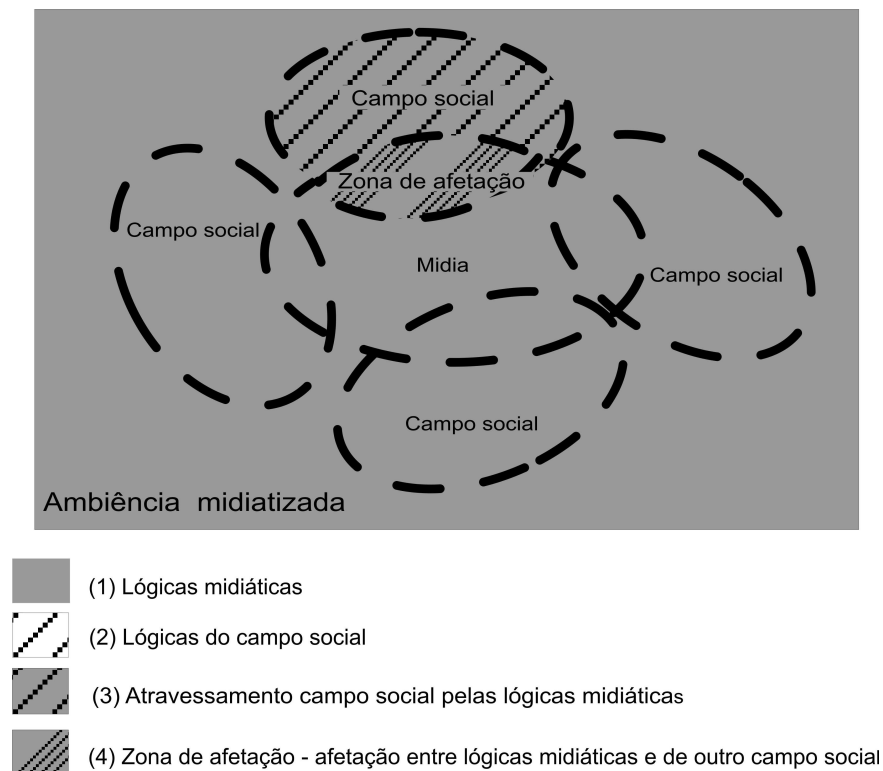 Campo social
Zona de afetação
Campo social
Midia
Campo social
Campo social
Ambiência midiatizada
(1) Lógicas midiáticas
(2) Lógicas do campo social
(3) Atravessamento campo social pelas lógicas midiáticas
(4) Zona de afetação - afetação entre lógicas midiáticas e de outro campo social